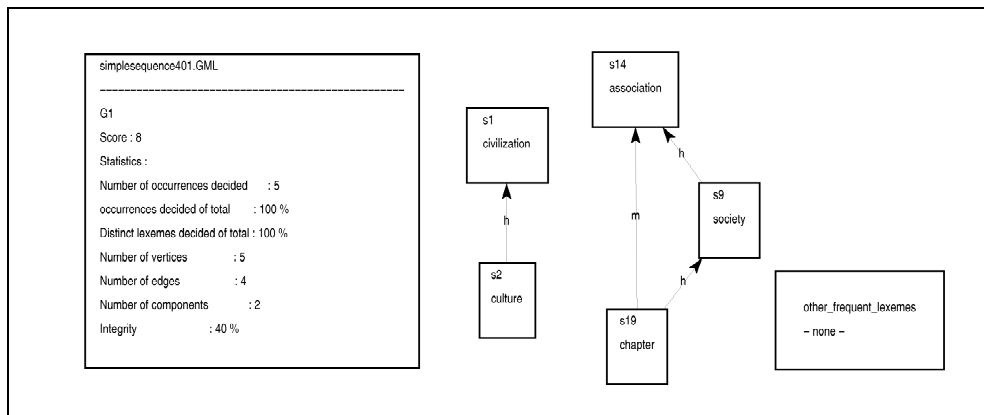 simplesequence401.GML
--------------------------------------------------
G1
Score : 8
Statistics :
Number of occurrences decided : 5
occurrences decided of total : 100 %
Distinct lexemes decided of total : 100 %
Number of vertices : 5
Number of edges : 4
Number of components : 2
Integrity : 40 %
s1
civilization
h
s2
culture
s14
association
h
m
s9
society
h
s19
chapter
other_frequent_lexemes
– none –